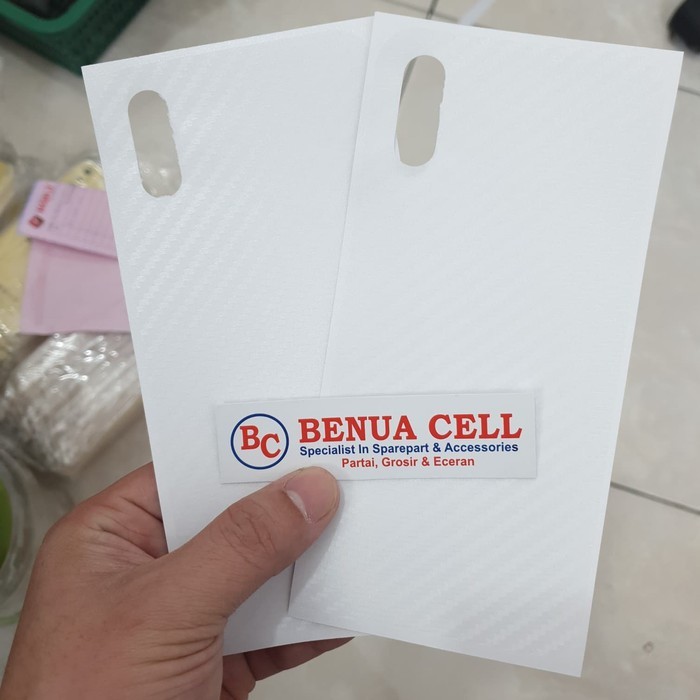 BC
BENUA CELL
Specialist In Sparepart & Accessories
Partai, Grosir & Eceran